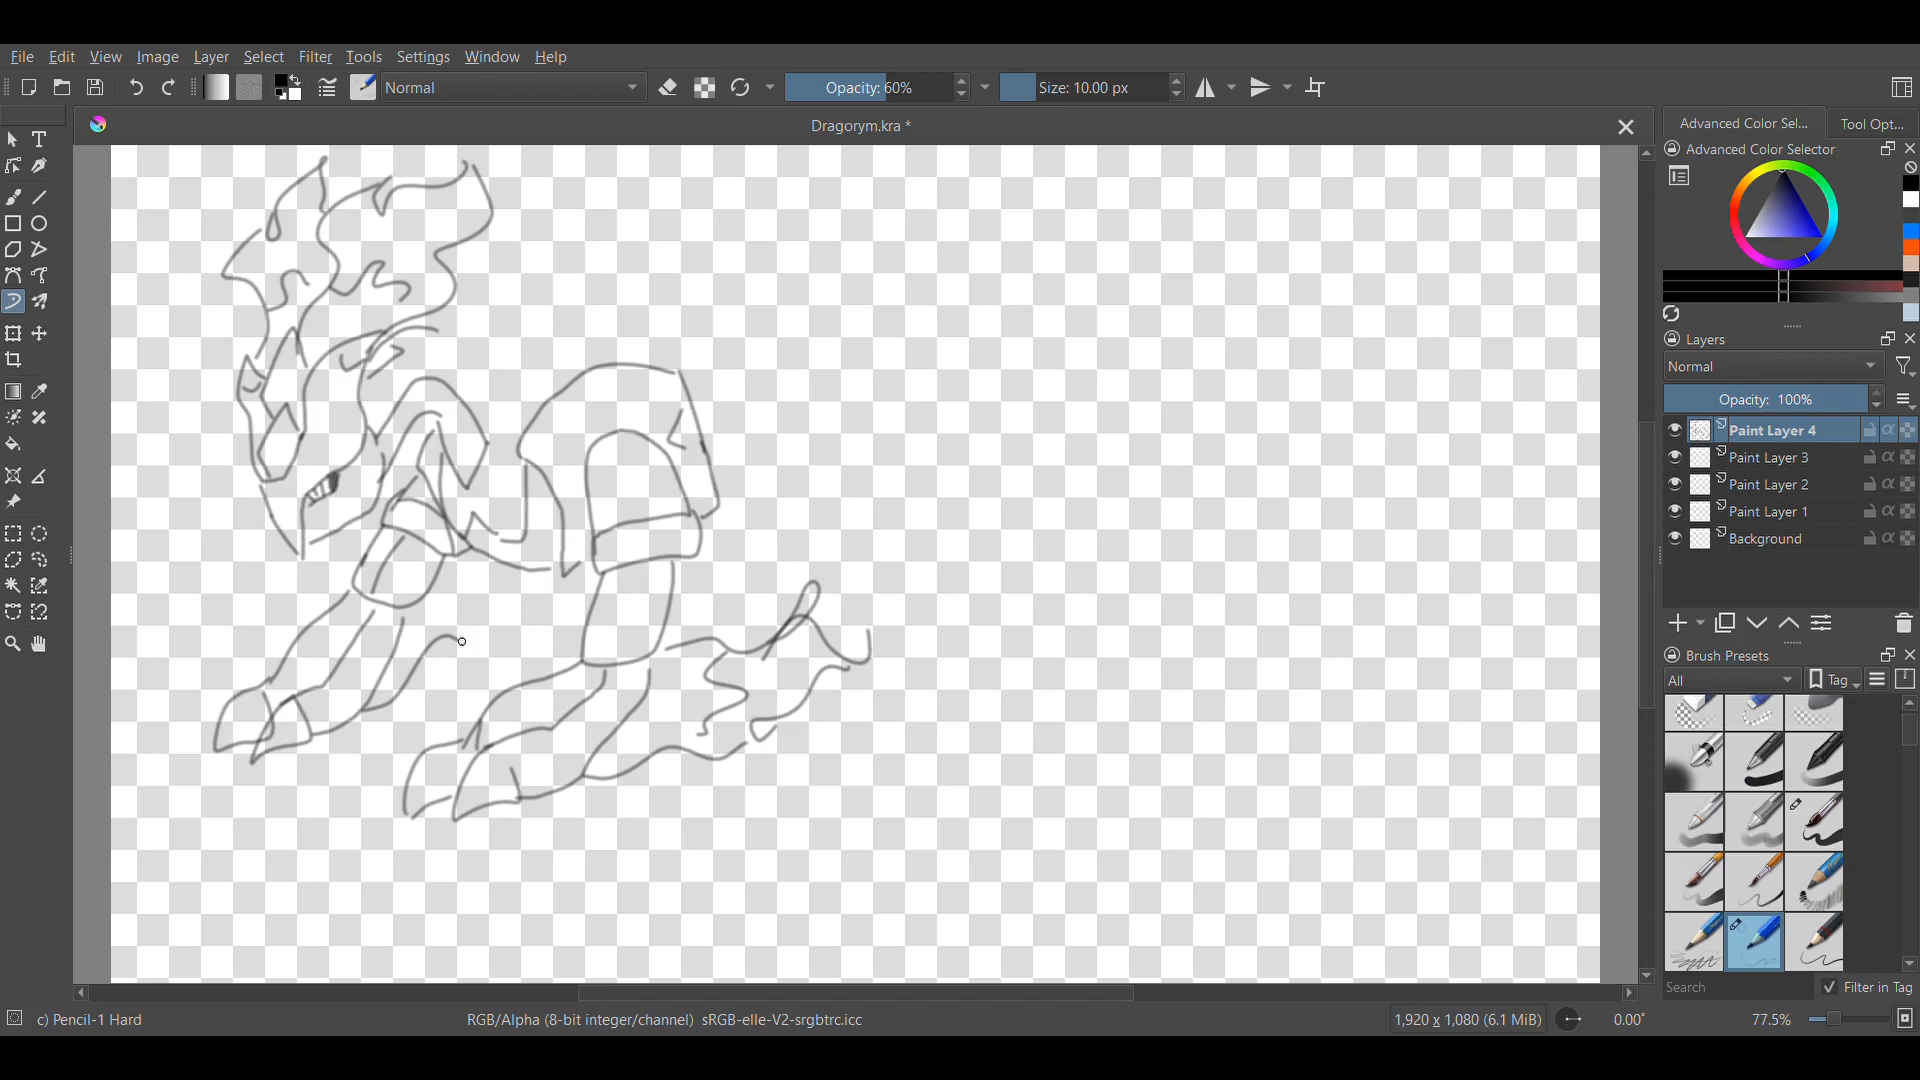 File Edit View Image Layer Select Filter Tools Settings Window Help
Normal Opacity: 60% Size: 10.00 px
Dragorym.kra *
Advanced Color Sel... Tool Opt...
Advanced Color Selector
Layers
Normal
Opacity: 100%
Paint Layer 4
Paint Layer 3
Paint Layer 2
Paint Layer 1
Background
Brush Presets
All Tag
Search Filter in Tag
c) Pencil-1 Hard RGB/Alpha (8-bit integer/channel) sRGB-elle-V2-srgbtrc.icc 1,920 x 1,080 (6.1 MiB) 0.00° 77.5%